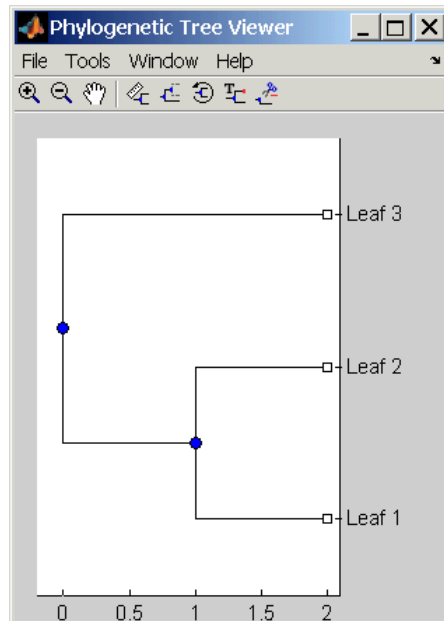 Phylogenetic Tree Viewer
File Tools Window Help
Leaf 3
Leaf 2
Leaf 1
0 0.5 1 1.5 2